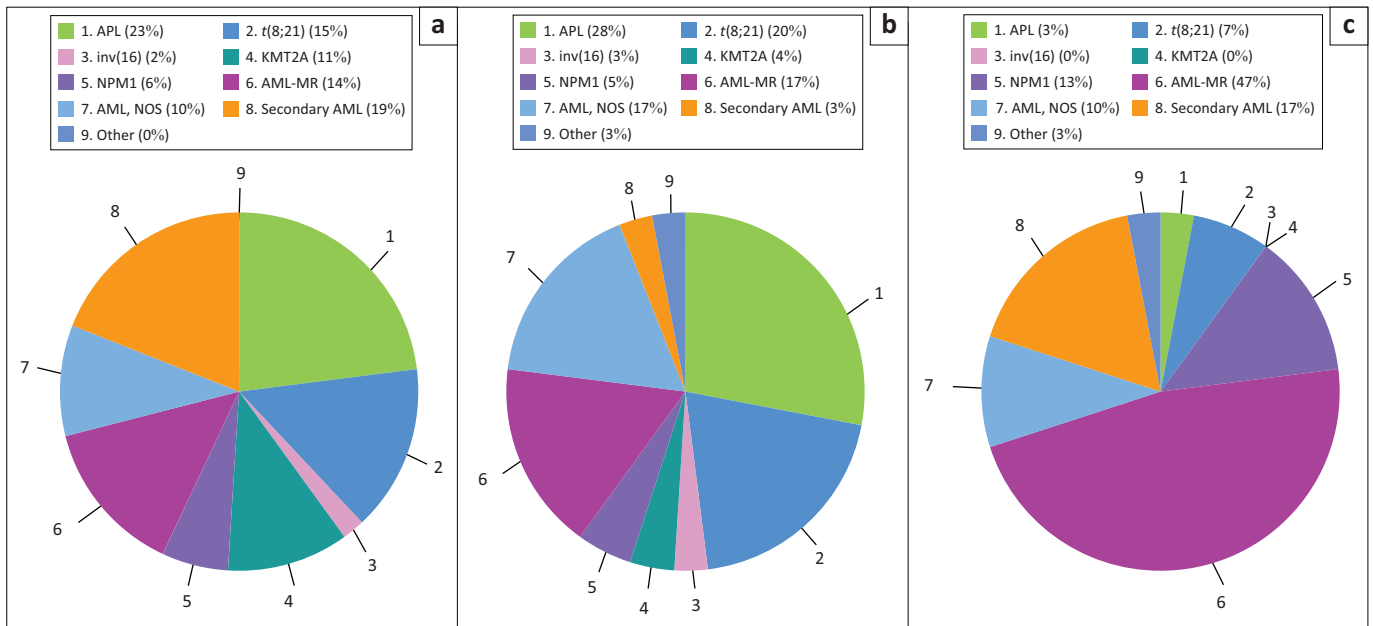 a
1. APL (23%) 2. t(8;21) (15%)
3. inv(16) (2%) 4. KMT2A (11%)
5. NPM1 (6%) 6. AML-MR (14%)
7. AML, NOS (10%) 8. Secondary AML (19%)
9. Other (0%)
9
8
1
7
2
6
3
5
4
b
1. APL (28%) 2. t(8;21) (20%)
3. inv(16) (3%) 4. KMT2A (4%)
5. NPM1 (5%) 6. AML-MR (17%)
7. AML, NOS (17%) 8. Secondary AML (3%)
9. Other (3%)
9
8
7
1
6
2
5
4
3
c
1. APL (3%) 2. t(8;21) (7%)
3. inv(16) (0%) 4. KMT2A (0%)
5. NPM1 (13%) 6. AML-MR (47%)
7. AML, NOS (10%) 8. Secondary AML (17%)
9. Other (3%)
9
1
2
3
4
8
5
7
6